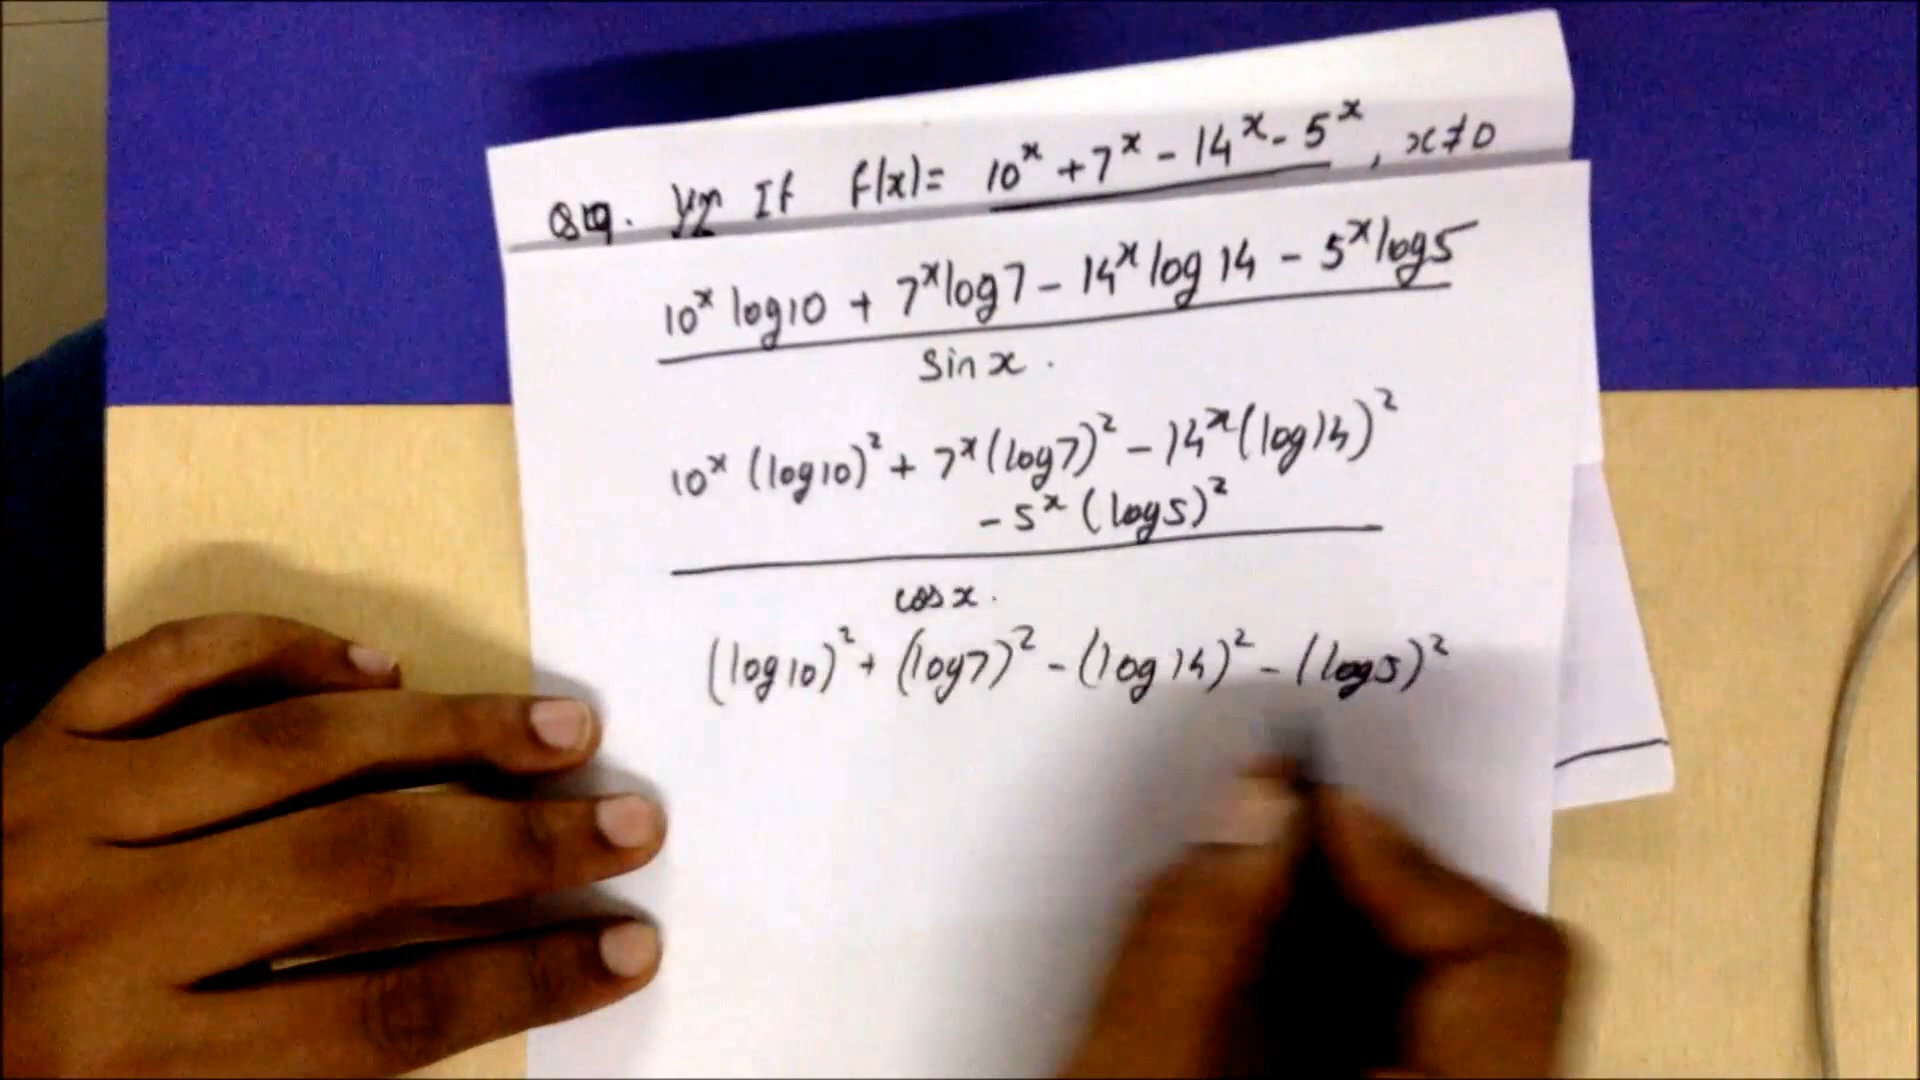 Q19. If f(x) = 10^x + 7^x - 14^x - 5^x , x ≠ 0
10^x log10 + 7^x log7 - 14^x log 14 - 5^x log5
sin x .
10^x (log10)² + 7^x (log7)² - 14^x (log14)²
- 5^x (log5)²
cos x .
(log10)² + (log7)² - (log14)² - (log5)²